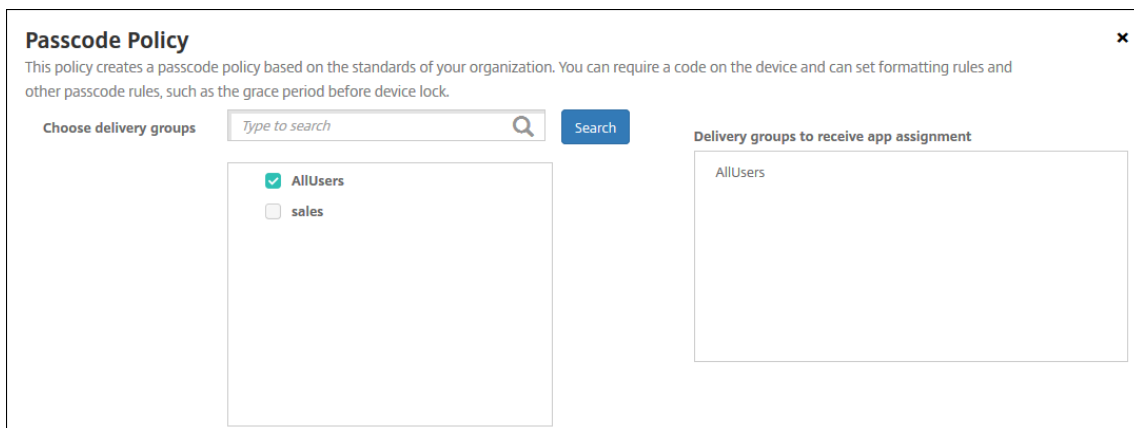 Passcode Policy
This policy creates a passcode policy based on the standards of your organization. You can require a code on the device and can set formatting rules and
other passcode rules, such as the grace period before device lock.
Choose delivery groups
Type to search
Search
AllUsers
sales
Delivery groups to receive app assignment
AllUsers